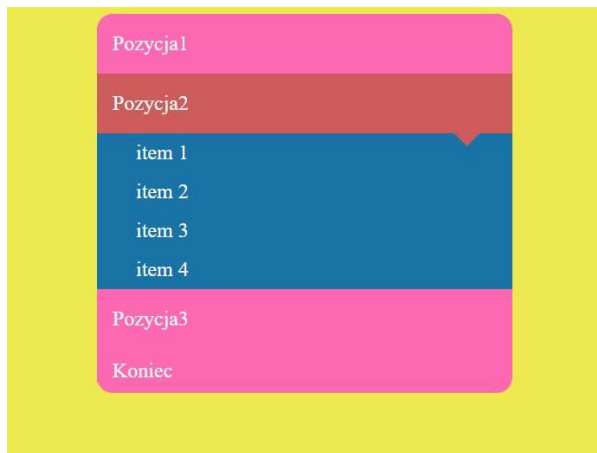 Pozycja1
Pozycja2
item 1
item 2
item 3
item 4
Pozycja3
Koniec